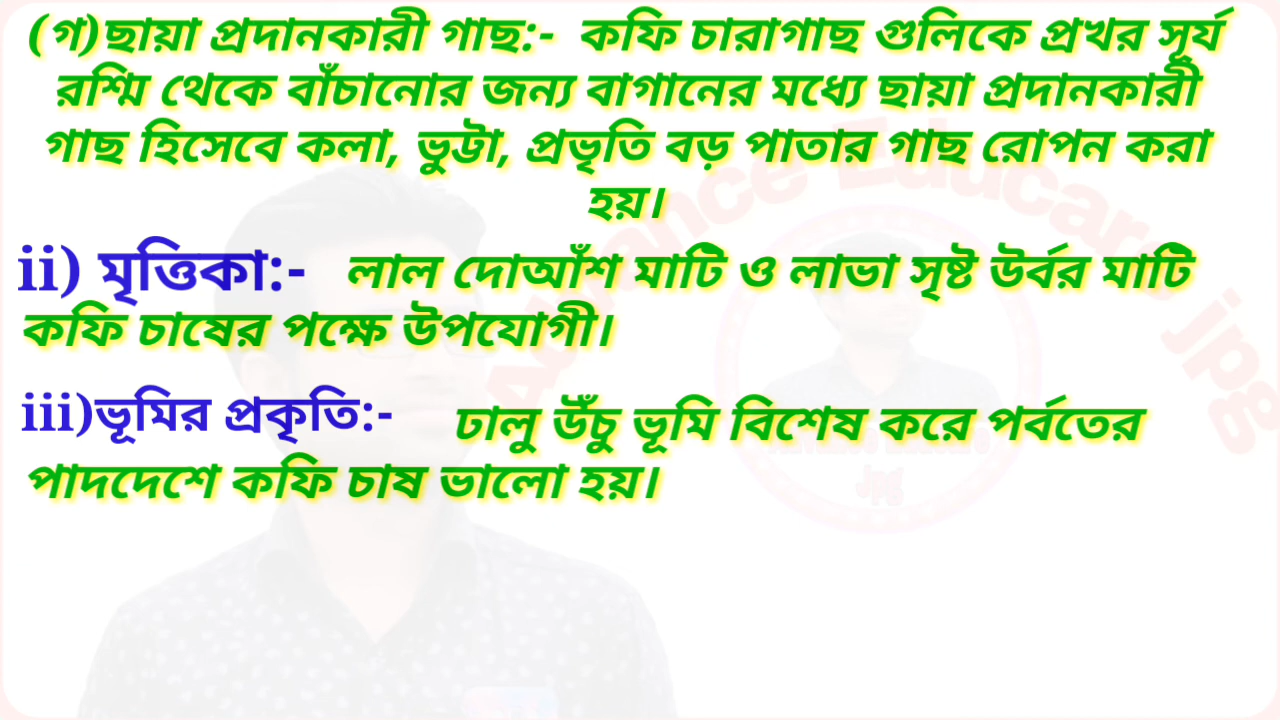 (গ)ছায়া প্রদানকারী গাছ:- কফি চারাগাছ গুলিকে প্রখর সূর্য
রশ্মি থেকে বাঁচানোর জন্য বাগানের মধ্যে ছায়া প্রদানকারী
গাছ হিসেবে কলা, ভুট্টা, প্রভৃতি বড় পাতার গাছ রোপন করা
হয়।
ii) মৃত্তিকা:- লাল দোআঁশ মাটি ও লাভা সৃষ্ট উর্বর মাটি
কফি চাষের পক্ষে উপযোগী।
iii)ভূমির প্রকৃতি:- ঢালু উঁচু ভূমি বিশেষ করে পর্বতের
পাদদেশে কফি চাষ ভালো হয়।